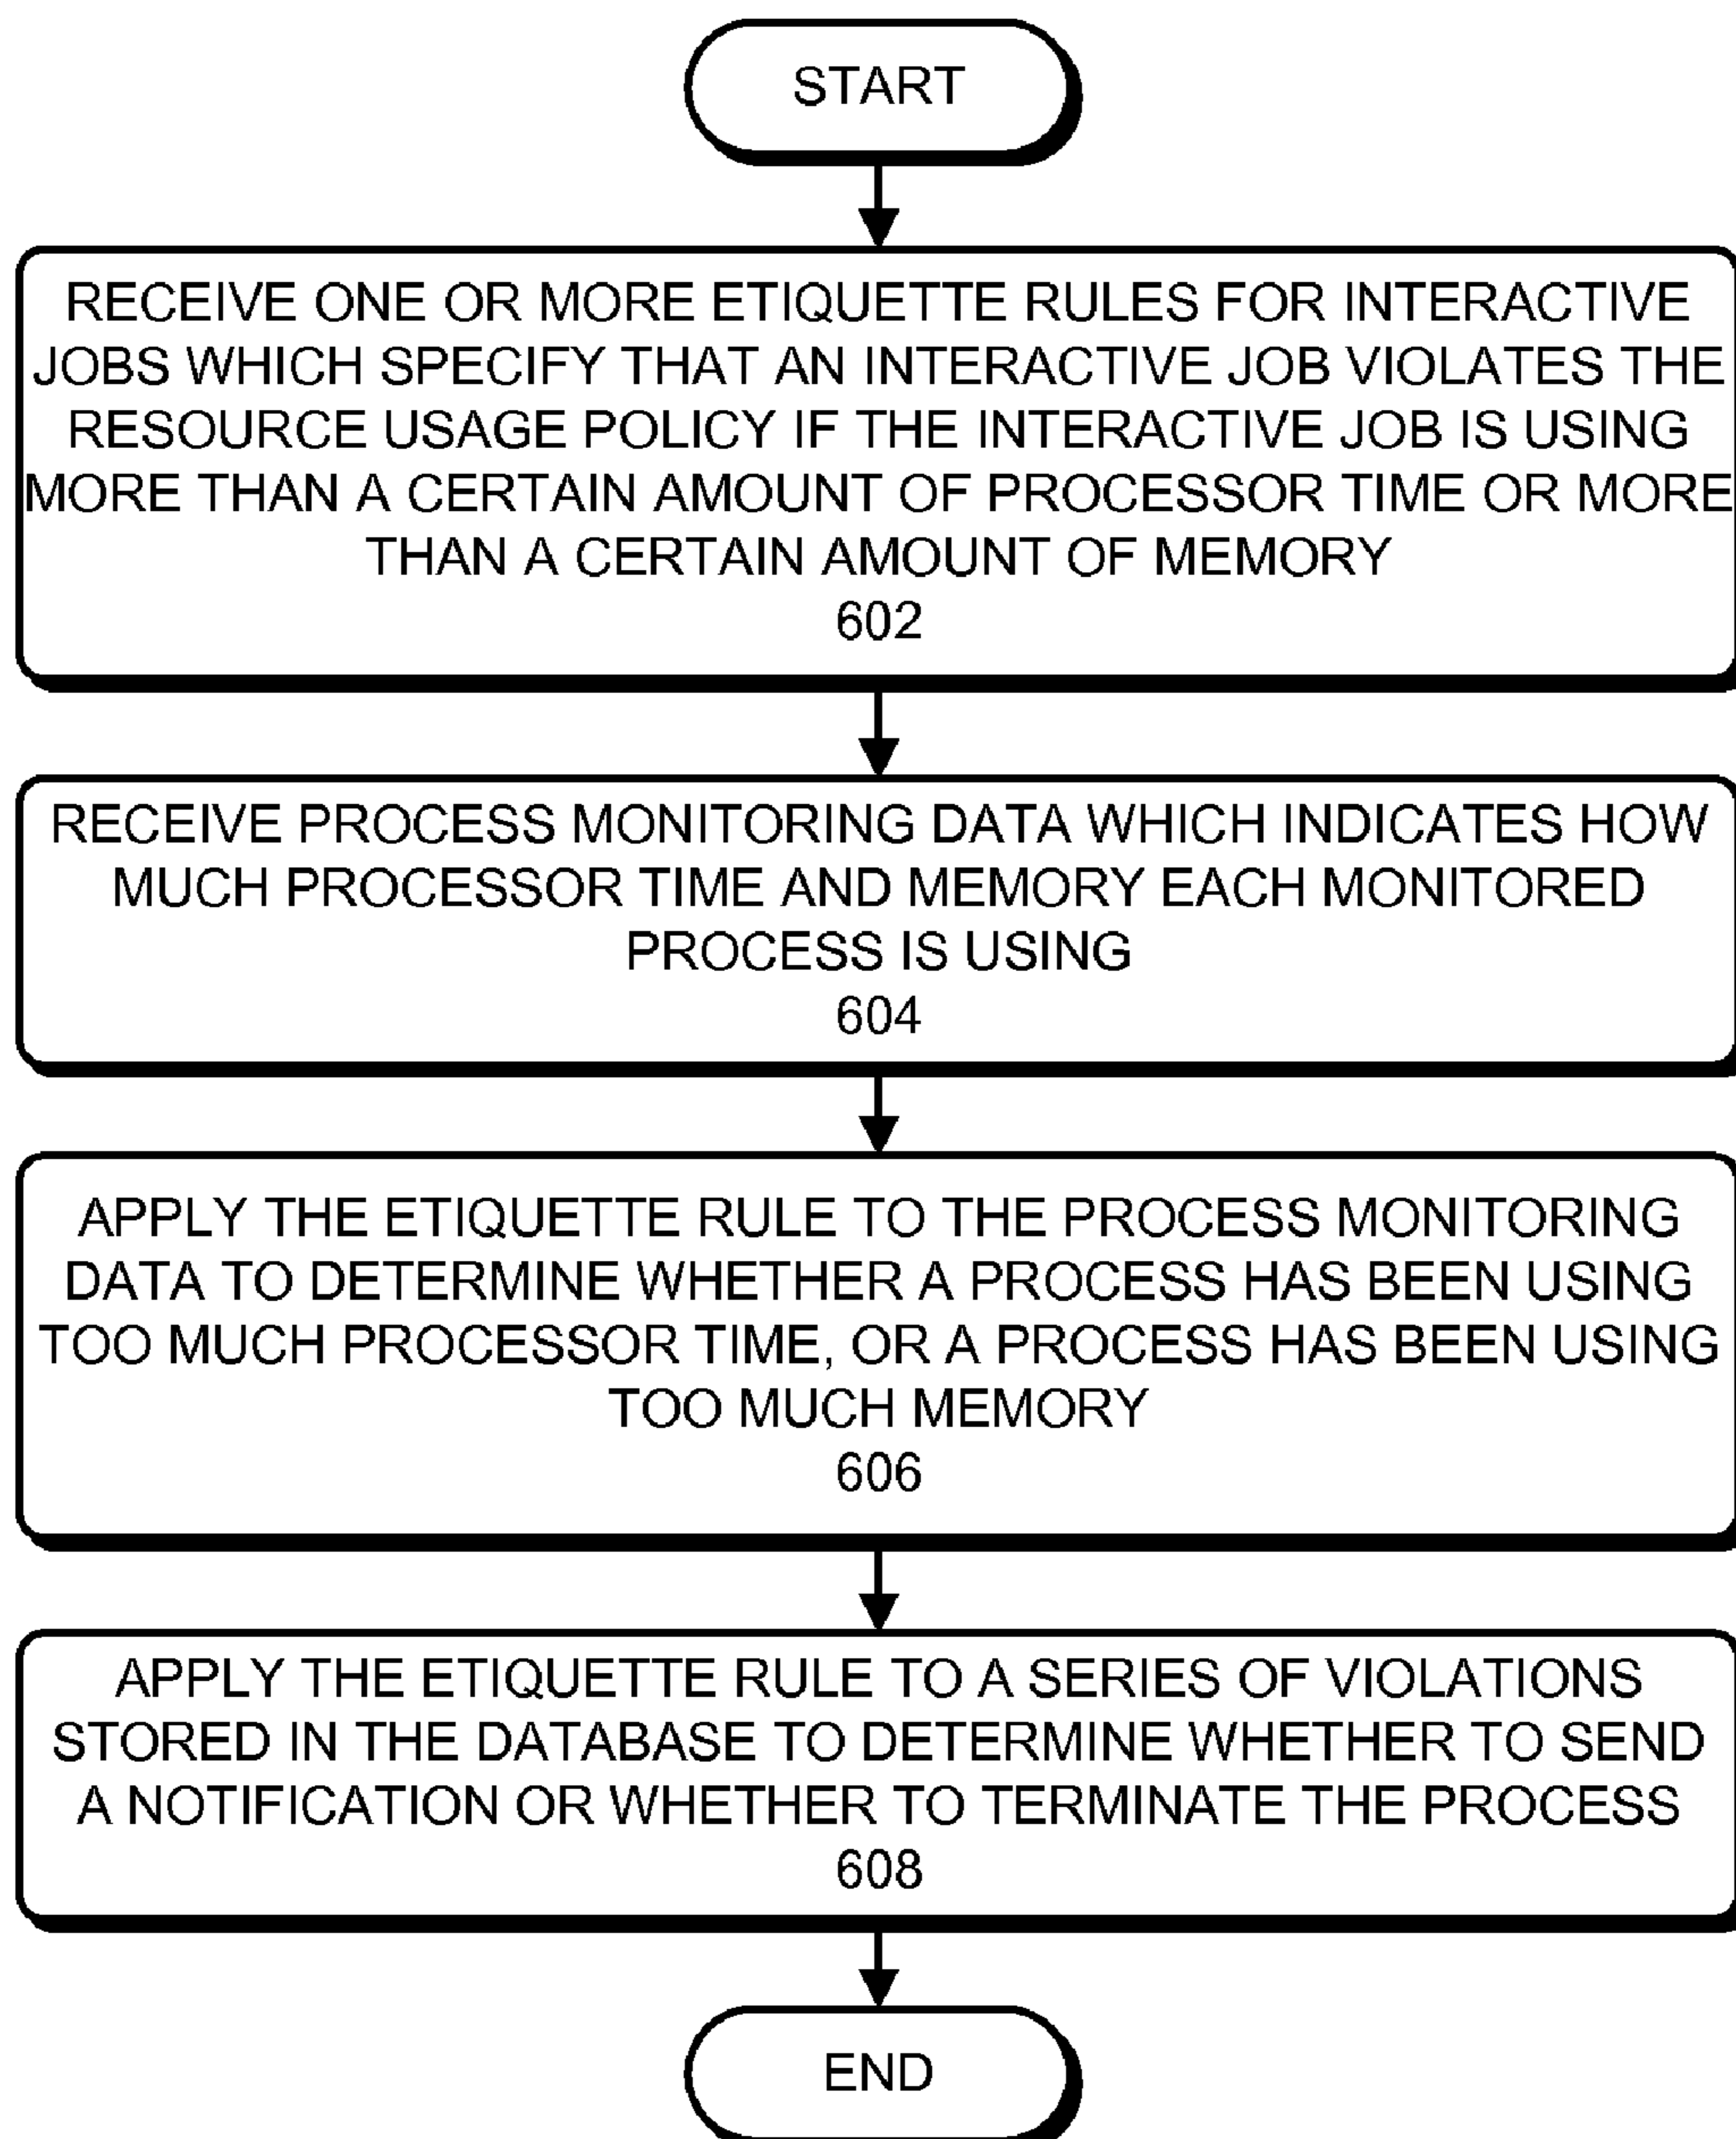 START
RECEIVE ONE OR MORE ETIQUETTE RULES FOR INTERACTIVE
JOBS WHICH SPECIFY THAT AN INTERACTIVE JOB VIOLATES THE
RESOURCE USAGE POLICY IF THE INTERACTIVE JOB IS USING
MORE THAN A CERTAIN AMOUNT OF PROCESSOR TIME OR MORE
THAN A CERTAIN AMOUNT OF MEMORY
602
RECEIVE PROCESS MONITORING DATA WHICH INDICATES HOW
MUCH PROCESSOR TIME AND MEMORY EACH MONITORED
PROCESS IS USING
604
APPLY THE ETIQUETTE RULE TO THE PROCESS MONITORING
DATA TO DETERMINE WHETHER A PROCESS HAS BEEN USING
TOO MUCH PROCESSOR TIME, OR A PROCESS HAS BEEN USING
TOO MUCH MEMORY
606
APPLY THE ETIQUETTE RULE TO A SERIES OF VIOLATIONS
STORED IN THE DATABASE TO DETERMINE WHETHER TO SEND
A NOTIFICATION OR WHETHER TO TERMINATE THE PROCESS
608
END